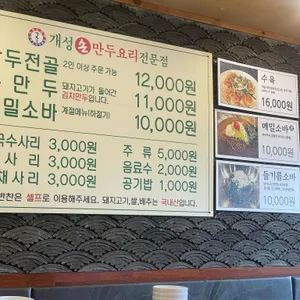 개성 손 만두요리전문점
두전골 2인 이상 주문 가능 12,000원
만두 돼지고기가 들어간 김치만두입니다. 11,000원
밀소바 계절메뉴(하절기) 10,000원
국수사리 3,000원
사리 3,000원
채사리 3,000원
주류 5,000원
음료수 2,000원
공기밥 1,000원
반찬은 셀프로 이용해주세요. 돼지고기,쌀,배추는 국내산입니다.
수육
16,000원
메밀소바
10,000원
들기름소바
10,000원